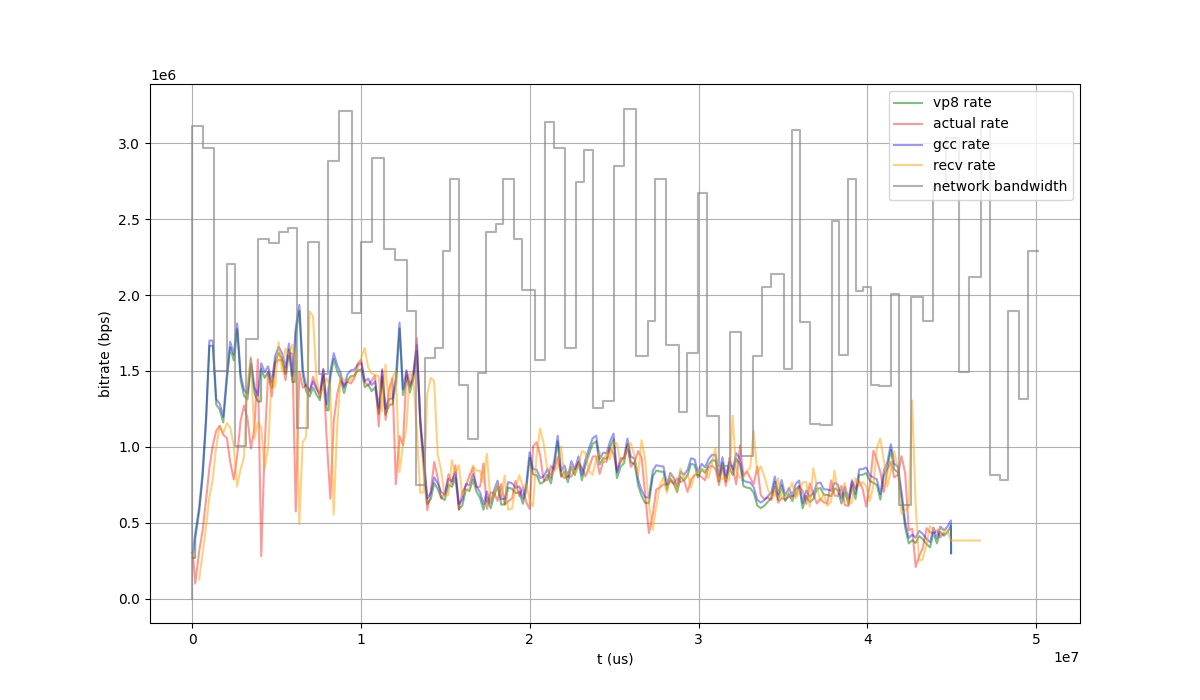 1e6
3.0
2.5
2.0
1.5
1.0
0.5
0.0
bitrate (bps)
vp8 rate
actual rate
gcc rate
recv rate
network bandwidth
0 1 2 3 4 5
t (us)
1e7